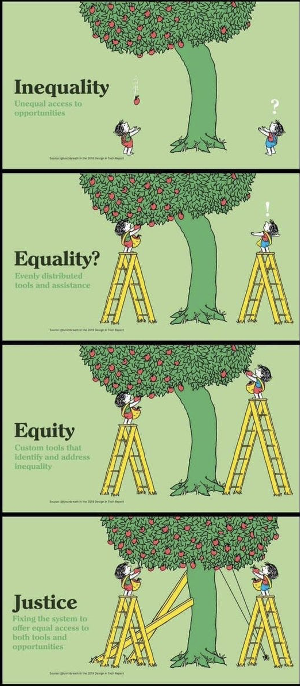 Inequality
Unequal access to
opportunities
?
Equality?
Evenly distributed
tools and assistance
!
Equity
Custom tools that
identify and address
inequality
Justice
Fixing the system to
offer equal access to
both tools and
opportunities